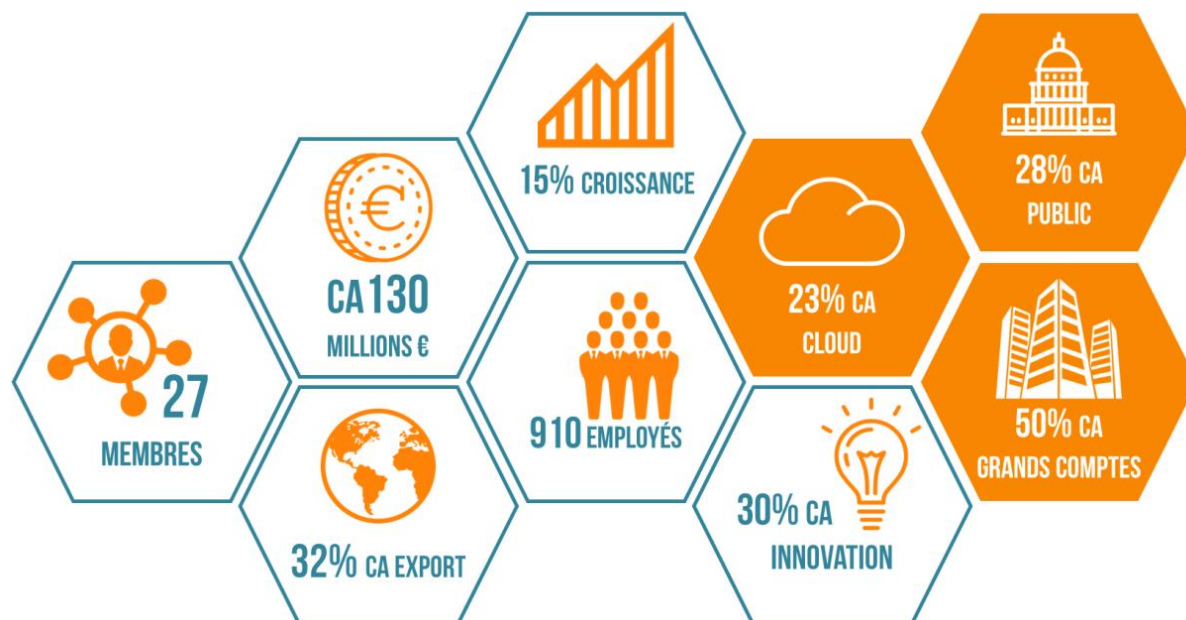 15% CROISSANCE
28% CA
PUBLIC
CA 130
MILLIONS €
23% CA
CLOUD
27
MEMBRES
910 EMPLOYÉS
50% CA
GRANDS COMPTES
32% CA EXPORT
30% CA
INNOVATION